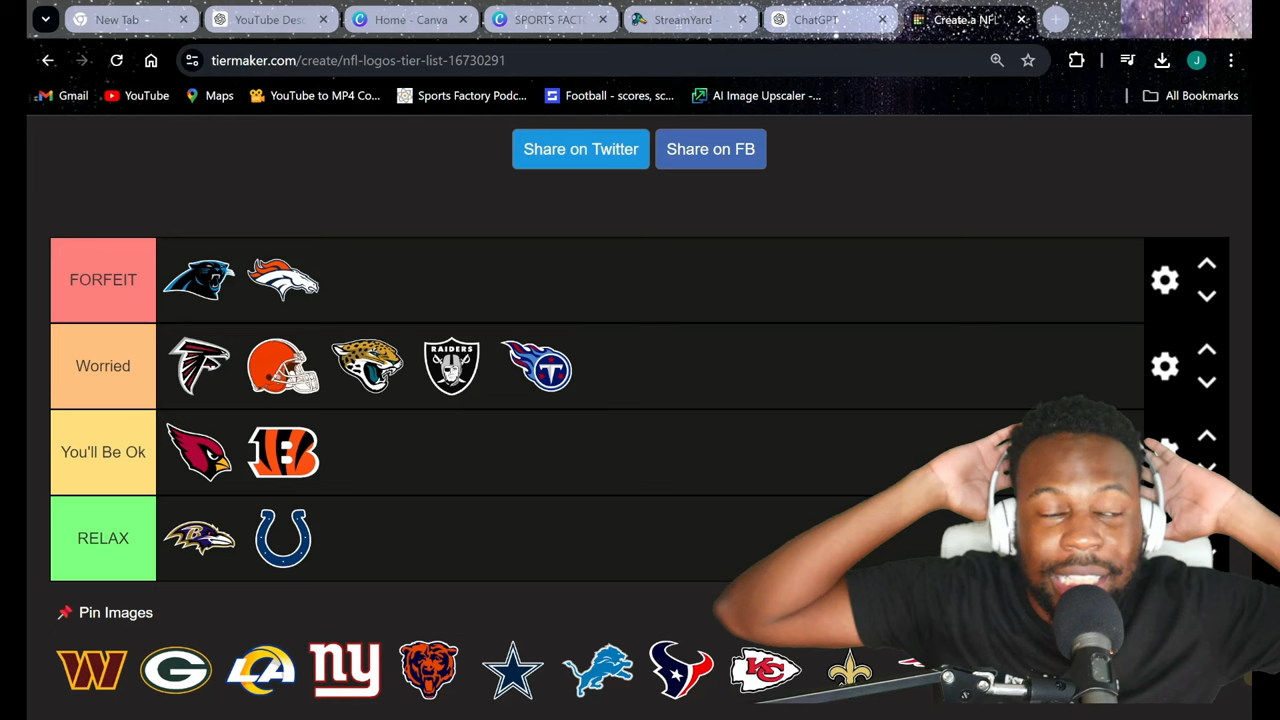 New Tab
YouTube Desc
Home - Canva
SPORTS FACT
StreamYard -
ChatGPT
Create a NFL
tiermaker.com/create/nfl-logos-tier-list-16730291
J
Gmail
YouTube
Maps
YouTube to MP4 Co...
Sports Factory Podc...
Football - scores, sc...
AI Image Upscaler -...
All Bookmarks
Share on Twitter
Share on FB
FORFEIT
Worried
RAIDERS
T
You'll Be Ok
B
RELAX
B
Pin Images
W
G
LA
ny
KC